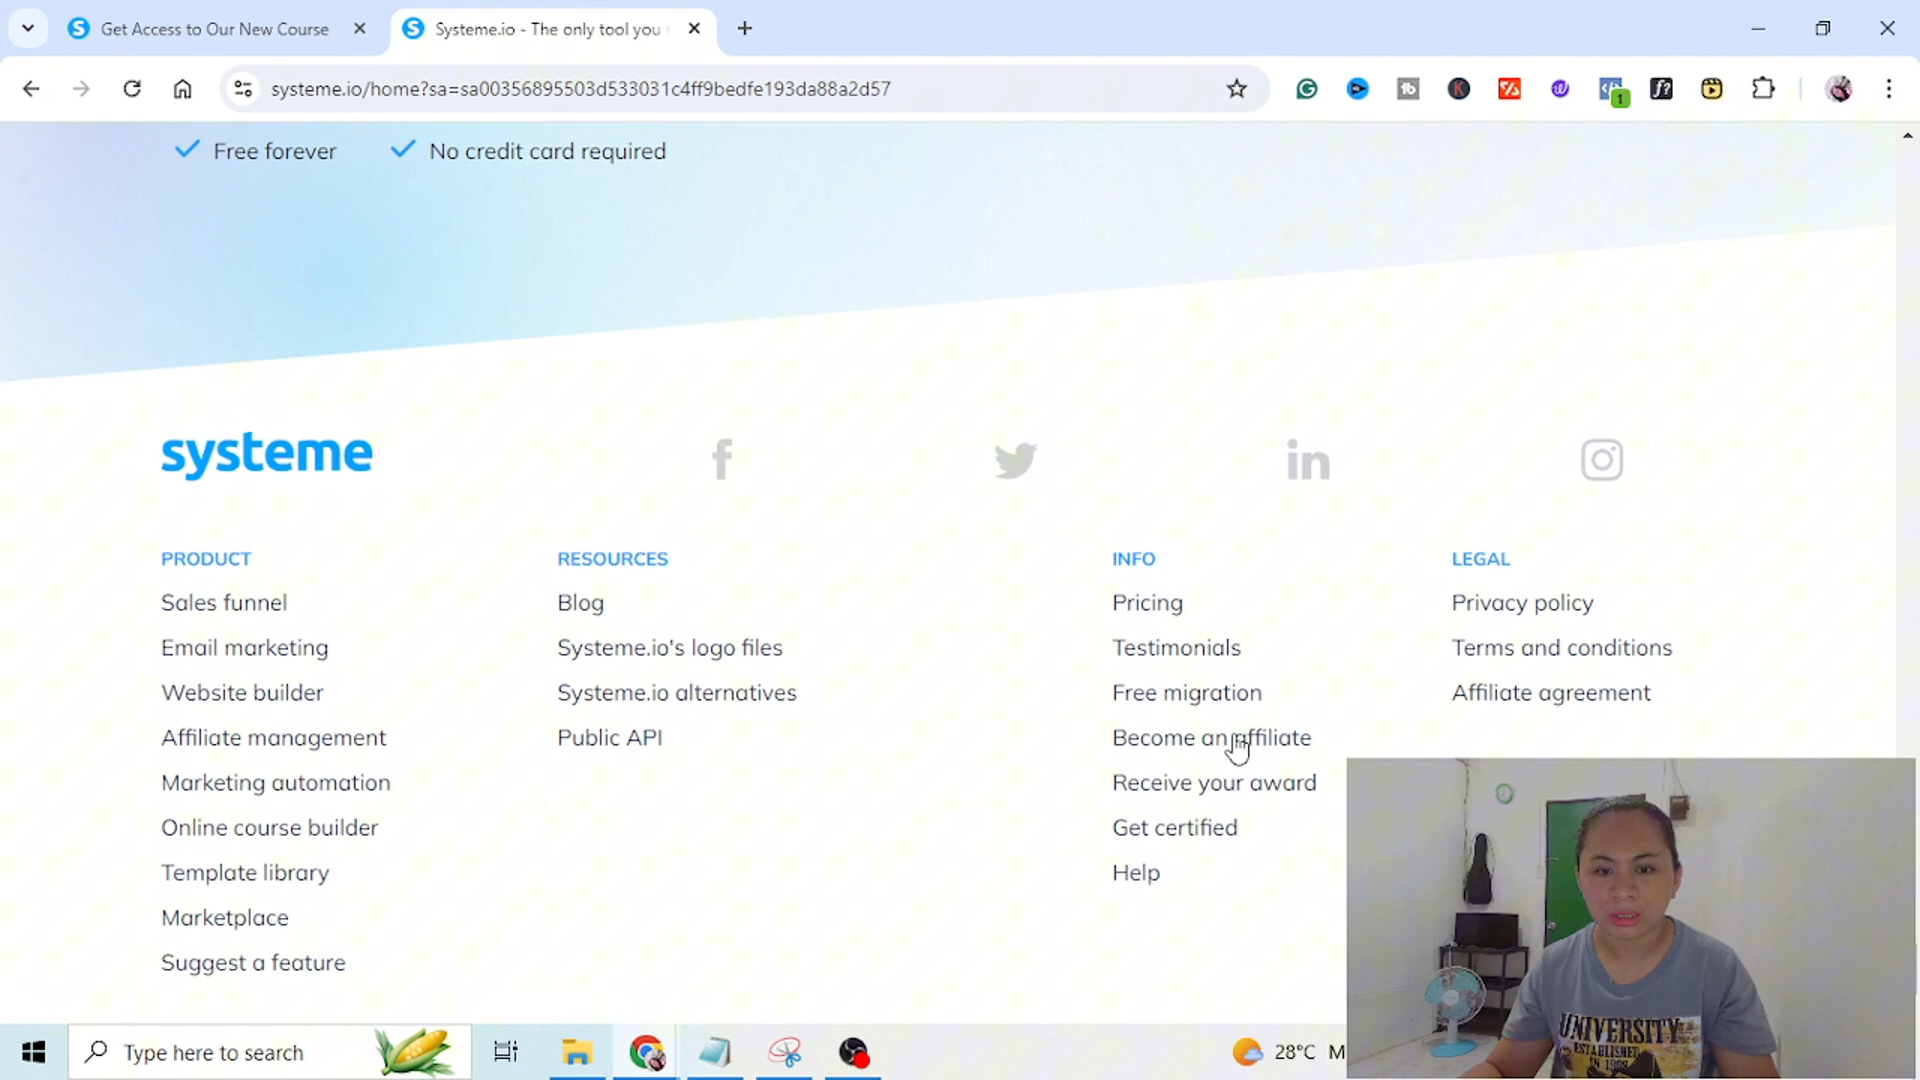 Get Access to Our New Course
Systeme.io - The only tool you
systeme.io/home?sa=sa00356895503d533031c4ff9bedfe193da88a2d57
Free forever
No credit card required
systeme
PRODUCT
Sales funnel
Email marketing
Website builder
Affiliate management
Marketing automation
Online course builder
Template library
Marketplace
Suggest a feature
RESOURCES
Blog
Systeme.io's logo files
Systeme.io alternatives
Public API
INFO
Pricing
Testimonials
Free migration
Become an affiliate
Receive your award
Get certified
Help
LEGAL
Privacy policy
Terms and conditions
Affiliate agreement
UNIVERSITY
ESTABLISHED
Type here to search
28°C M